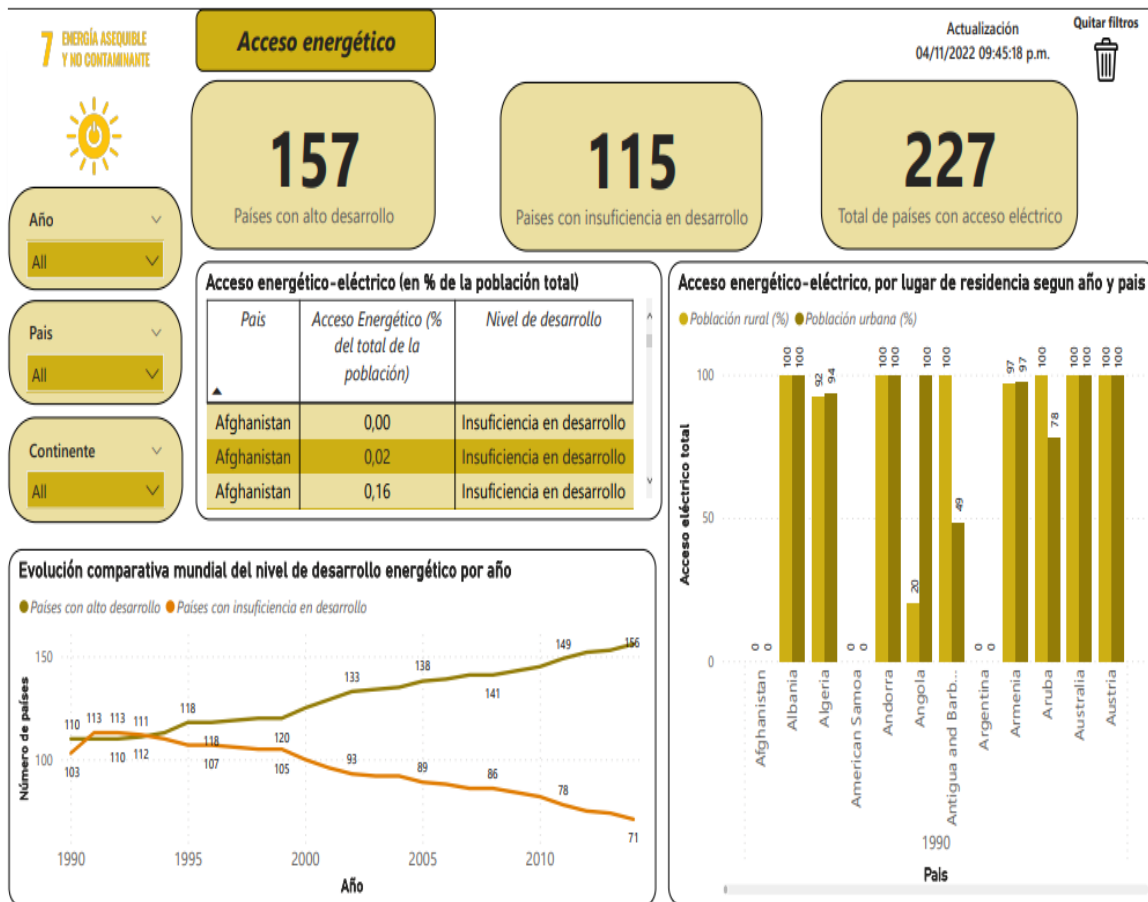 7 ENERGÍA ASEQUIBLE
Y NO CONTAMINANTE
Acceso energético
Actualización
04/11/2022 09:45:18 p.m.
Quitar filtros
157
Países con alto desarrollo
115
Paises con insuficiencia en desarrollo
227
Total de países con acceso eléctrico
Año
All
Pais
All
Continente
All
Acceso energético-eléctrico (en % de la población total)
Pais
Acceso Energético (%
del total de la
población)
Nivel de desarrollo
Afghanistan 0,00 Insuficiencia en desarrollo
Afghanistan 0,02 Insuficiencia en desarrollo
Afghanistan 0,16 Insuficiencia en desarrollo
Acceso energético-eléctrico, por lugar de residencia segun año y pais
Población rural (%) Población urbana (%)
Acceso eléctrico total
100
50
0
0 0
100 100
92 94
0 0
100 100
20 100
100 49
0 0
97 97
100 78
100 100
100 100
Afghanistan
Albania
Algeria
American Samoa
Andorra
Angola
Antigua and Barb...
Argentina
Armenia
Aruba
Australia
Austria
1990
Pais
Evolución comparativa mundial del nivel de desarrollo energético por año
Países con alto desarrollo Países con insuficiencia en desarrollo
Número de países
150
100
110 113 113 111 118 133 138 149 156
103 110 112 118 107 120 105 93 89 141 86 78 71
1990 1995 2000 2005 2010
Año